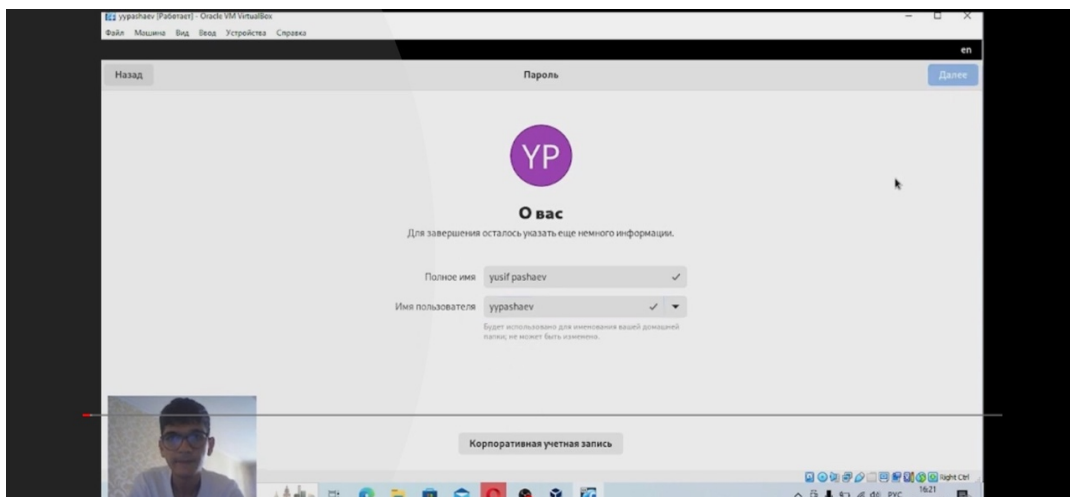 yypashaev [Работает] - Oracle VM VirtualBox
Файл Машина Вид Ввод Устройства Справка
en
Назад
Пароль
Далее
YP
О вас
Для завершения осталось указать еще немного информации.
Полное имя yusif pashaev
Имя пользователя yypashaev
Будет использовано для именования вашей домашней
папки; не может быть изменено.
Корпоративная учетная запись
Right Ctrl
РУС 16:21